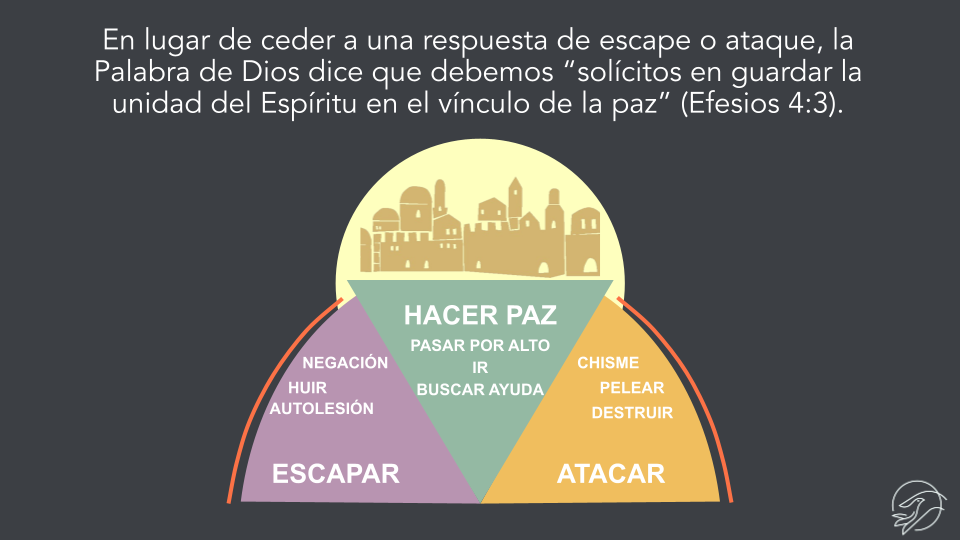 En lugar de ceder a una respuesta de escape o ataque, la
Palabra de Dios dice que debemos “solícitos en guardar la
unidad del Espíritu en el vínculo de la paz” (Efesios 4:3).
HACER PAZ
PASAR POR ALTO
IR
BUSCAR AYUDA
NEGACIÓN
HUIR
AUTOLESIÓN
ESCAPAR
CHISME
PELEAR
DESTRUIR
ATACAR